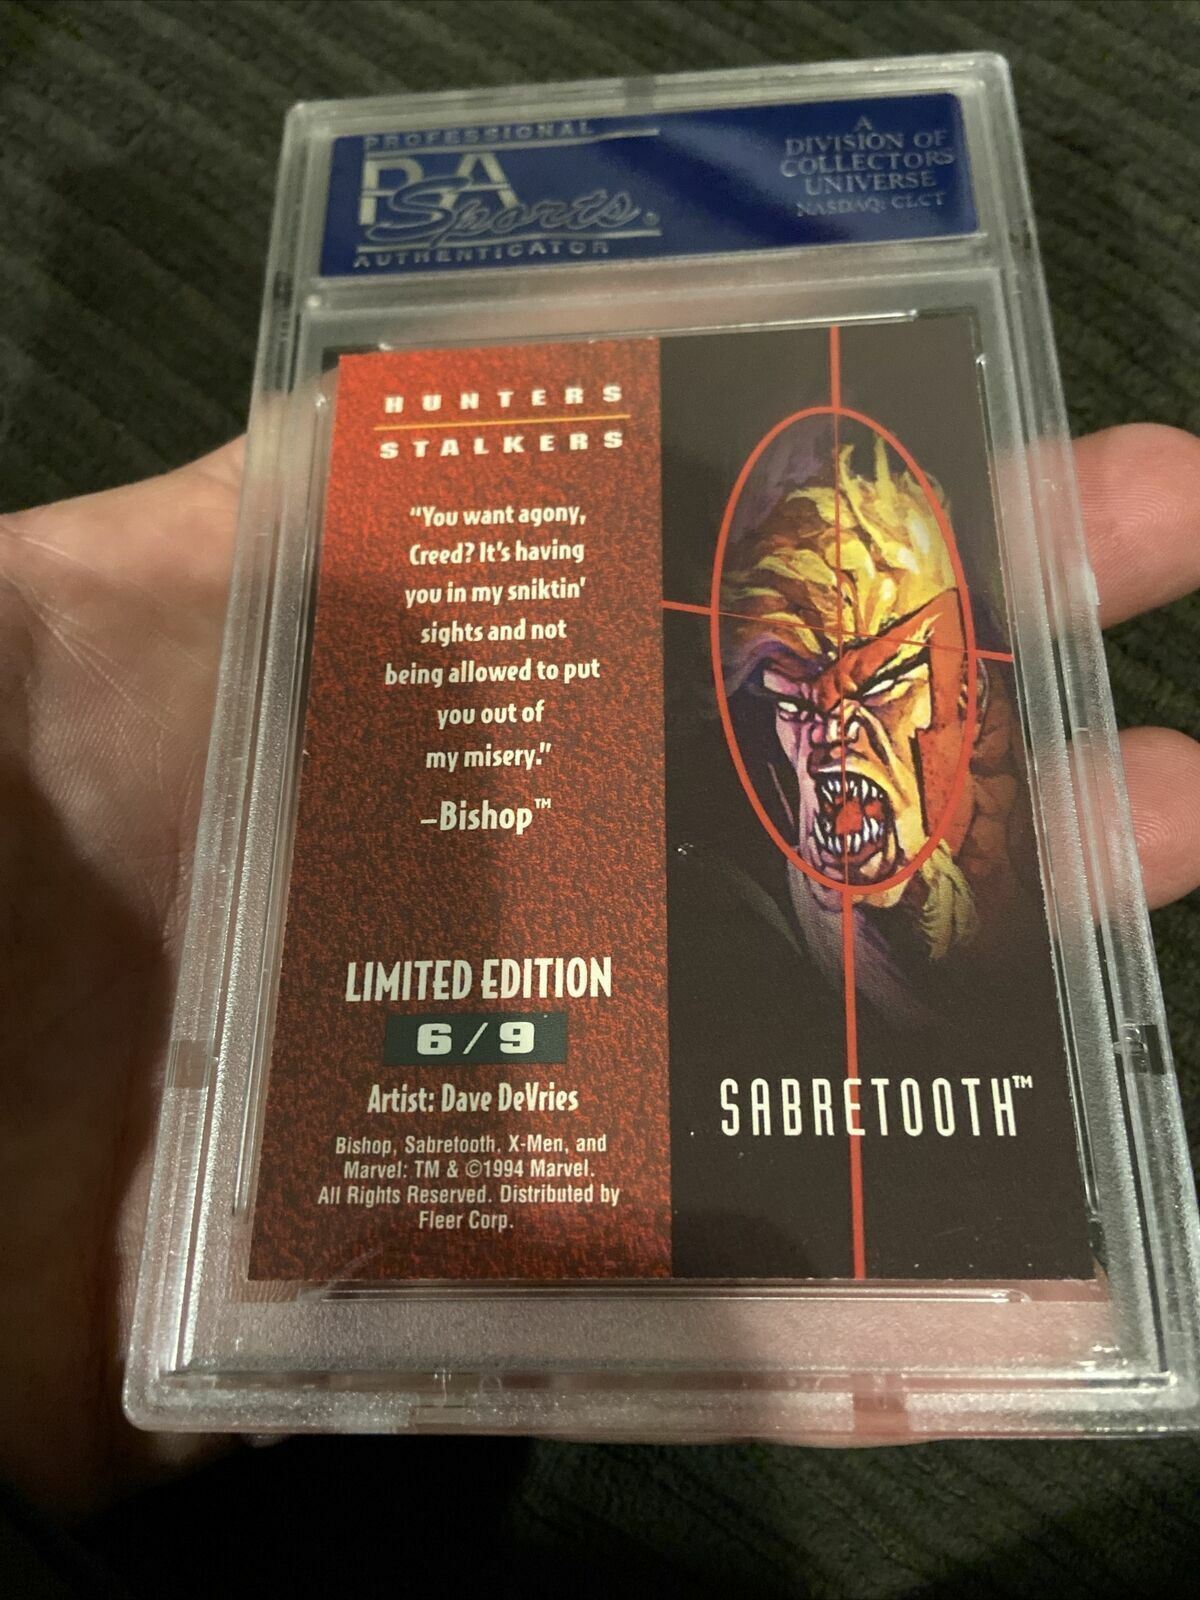 PROFESSIONAL
PSA
Sports
AUTHENTICATOR
A
DIVISION OF
COLLECTORS
UNIVERSE
NASDAQ: CLCT
HUNTERS
STALKERS
"You want agony,
Creed? It's having
you in my sniktin'
sights and not
being allowed to put
you out of
my misery."
–Bishop™
LIMITED EDITION
6/9
Artist: Dave DeVries
Bishop, Sabretooth, X-Men, and
Marvel: TM & ©1994 Marvel.
All Rights Reserved. Distributed by
Fleer Corp.
SABRETOOTH™